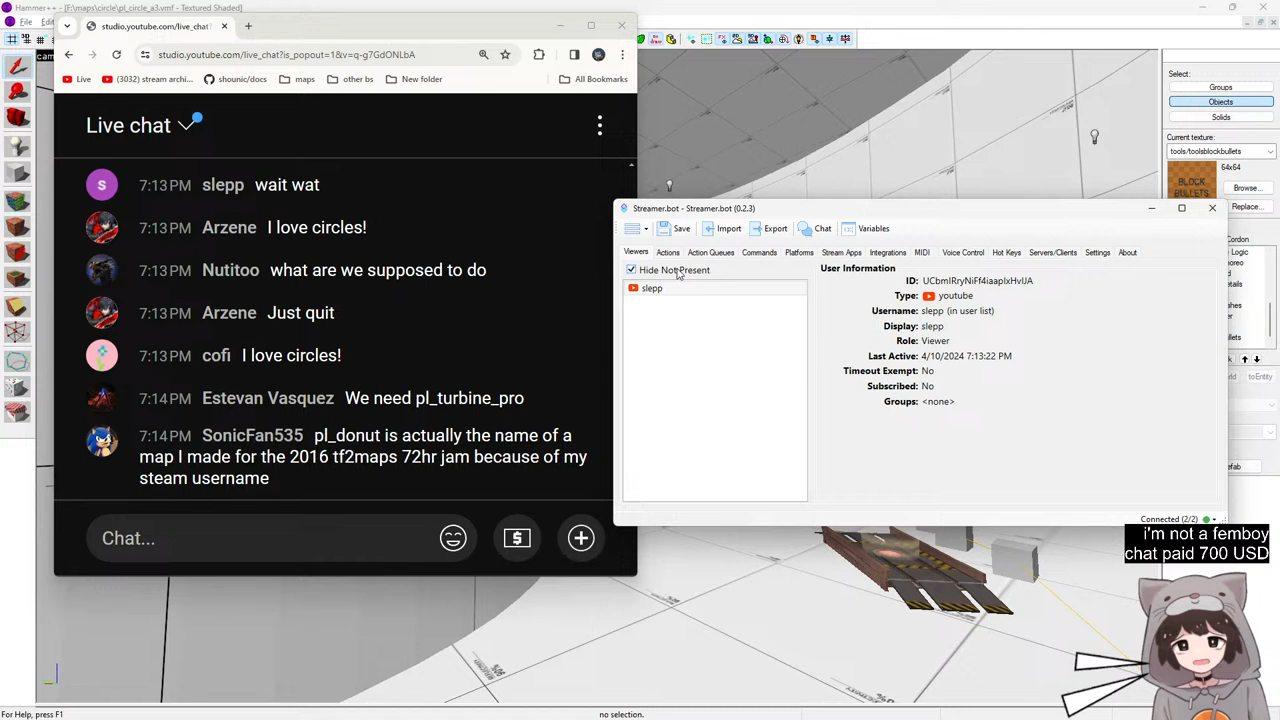 Hammer++ - [F:\maps\circle\pl_circle_a3.vmf - Textured Shaded]
File
studio.youtube.com/live_chat?
studio.youtube.com/live_chat?is_popout=1&v=q-g7GdONLbA
Live
(3032) stream archi...
shounic/docs
maps
other bs
New folder
All Bookmarks
Live chat
S
7:13 PM slepp wait wat
7:13 PM Arzene I love circles!
7:13 PM Nutitoo what are we supposed to do
7:13 PM Arzene Just quit
7:13 PM cofi I love circles!
7:14 PM Estevan Vasquez We need pl_turbine_pro
7:14 PM SonicFan535 pl_donut is actually the name of a
map I made for the 2016 tf2maps 72hr jam because of my
steam username
Chat...
Streamer.bot - Streamer.bot (0.2.3)
Save Import Export Chat Variables
Viewers Actions Action Queues Commands Platforms Stream Apps Integrations MIDI Voice Control Hot Keys Servers/Clients Settings About
Hide Not Present
slepp
User Information
ID: UCbmIRryNiFf4iaapIxHvIJA
Type: youtube
Username: slepp (in user list)
Display: slepp
Role: Viewer
Last Active: 4/10/2024 7:13:22 PM
Timeout Exempt: No
Subscribed: No
Groups: <none>
Connected (2/2)
Select:
Groups
Objects
Solids
Current texture:
tools/toolsblockbullets
64x64
BLOCK
BULLETS
Browse...
Replace...
i'm not a femboy
chat paid 700 USD
For Help, press F1
no selection.